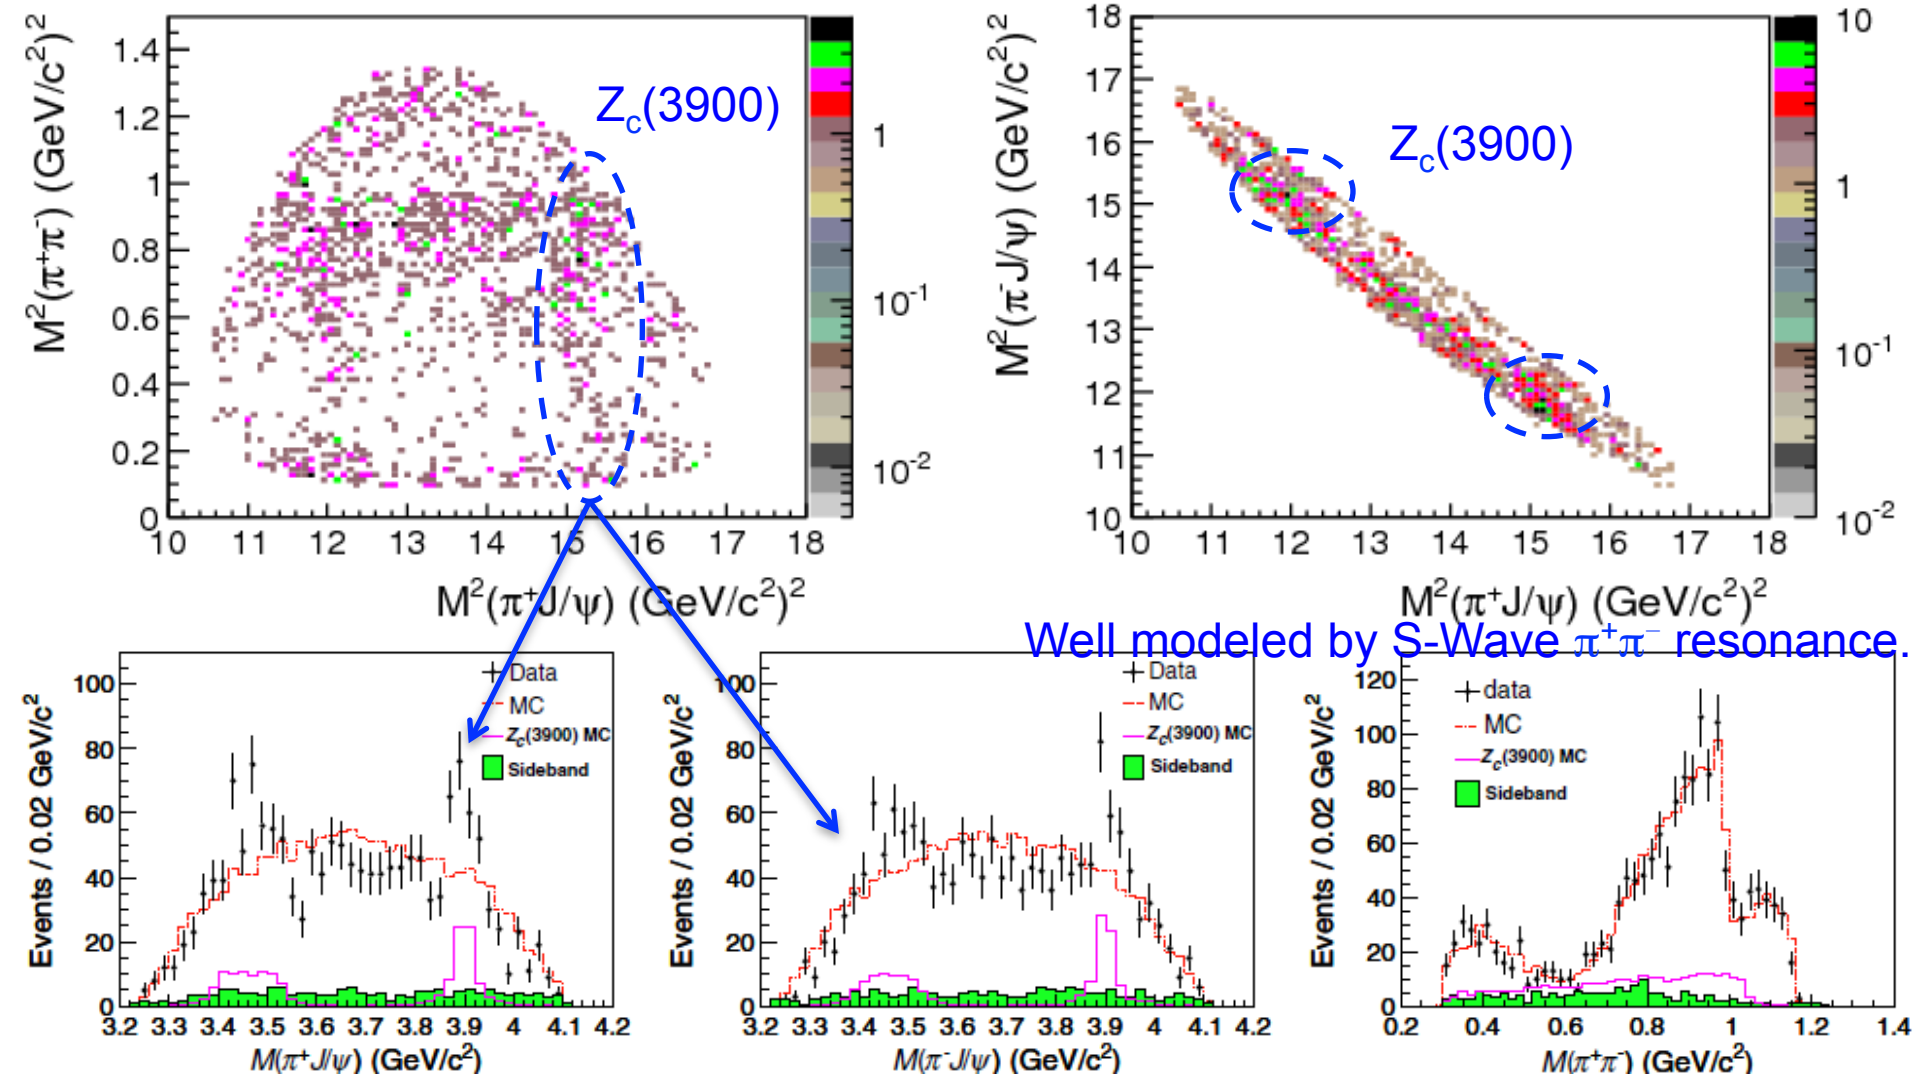 M²(π⁺π⁻) (GeV/c²)²
1.4
1.2
1
0.8
0.6
0.4
0.2
0
10 11 12 13 14 15 16 17 18
M²(π⁺J/ψ) (GeV/c²)²
Z_c(3900)
1
10⁻¹
10⁻²
M²(π⁻J/ψ) (GeV/c²)²
18
17
16
15
14
13
12
11
10
10 11 12 13 14 15 16 17 18
M²(π⁺J/ψ) (GeV/c²)²
Z_c(3900)
10
1
10⁻¹
10⁻²
Well modeled by S-Wave π⁺π⁻ resonance.
Events / 0.02 GeV/c²
100
80
60
40
20
0
Data
MC
Z_c(3900) MC
Sideband
3.2 3.3 3.4 3.5 3.6 3.7 3.8 3.9 4 4.1 4.2
M(π⁺J/ψ) (GeV/c²)
Events / 0.02 GeV/c²
100
80
60
40
20
0
Data
MC
Z_c(3900) MC
Sideband
3.2 3.3 3.4 3.5 3.6 3.7 3.8 3.9 4 4.1 4.2
M(π⁻J/ψ) (GeV/c²)
Events / 0.02 GeV/c²
120
100
80
60
40
20
0
data
MC
Z_c(3900) MC
Sideband
0.2 0.4 0.6 0.8 1 1.2 1.4
M(π⁺π⁻) (GeV/c²)